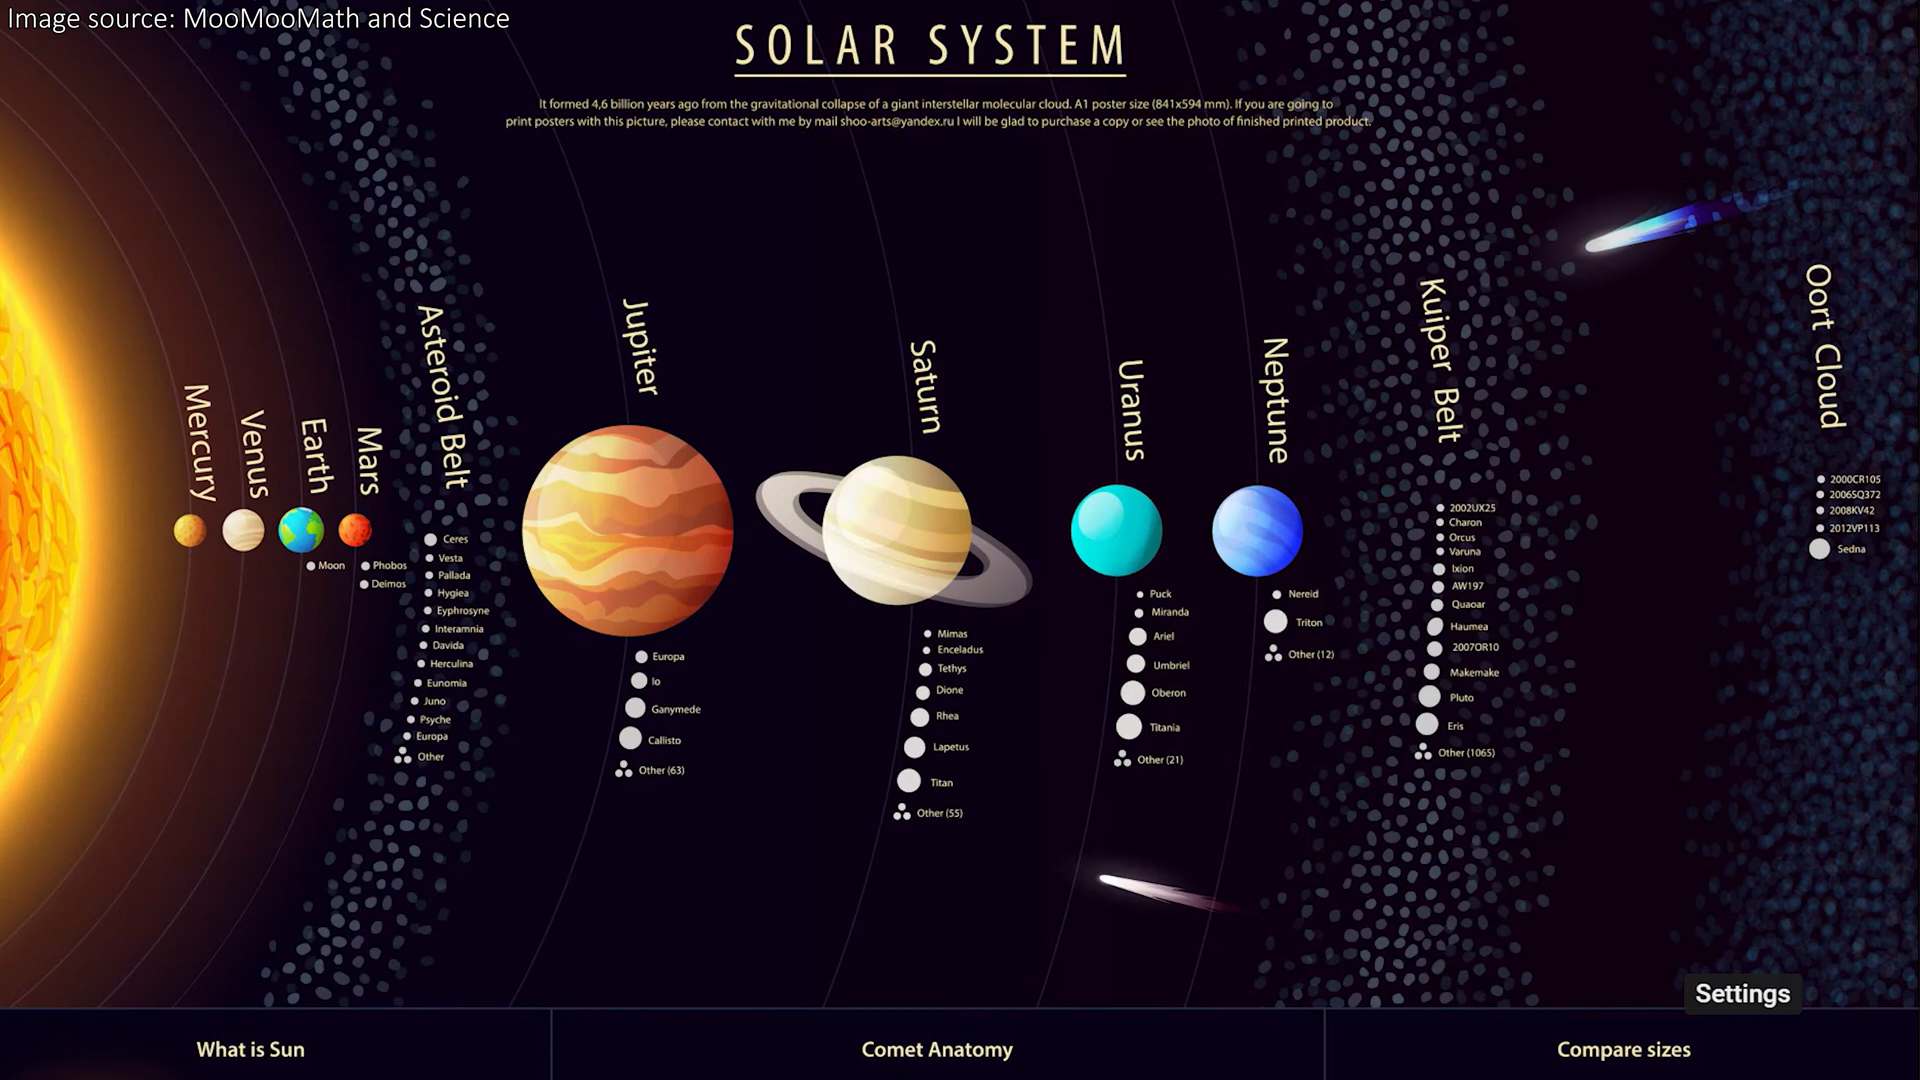 Image source: MooMooMath and Science
SOLAR SYSTEM
It formed 4,6 billion years ago from the gravitational collapse of a giant interstellar molecular cloud. A1 poster size (841x594 mm). If you are going to
print posters with this picture, please contact with me by mail shoo-arts@yandex.ru I will be glad to purchase a copy or see the photo of finished printed product.
Mercury
Venus
Earth
Moon
Mars
Phobos
Deimos
Asteroid Belt
Ceres
Vesta
Pallada
Hygiea
Eyphrosyne
Interamnia
Davida
Herculina
Eunomia
Juno
Psyche
Europa
Other
Jupiter
Europa
Io
Ganymede
Callisto
Other (63)
Saturn
Mimas
Enceladus
Tethys
Dione
Rhea
Lapetus
Titan
Other (55)
Uranus
Puck
Miranda
Ariel
Umbriel
Oberon
Titania
Other (21)
Neptune
Nereid
Triton
Other (12)
Kuiper Belt
2002UX25
Charon
Orcus
Varuna
Ixion
AW197
Quaoar
Haumea
2007OR10
Makemake
Pluto
Eris
Other (1065)
Oort Cloud
2000CR105
2006SQ372
2008KV42
2012VP113
Sedna
Settings
What is Sun
Comet Anatomy
Compare sizes